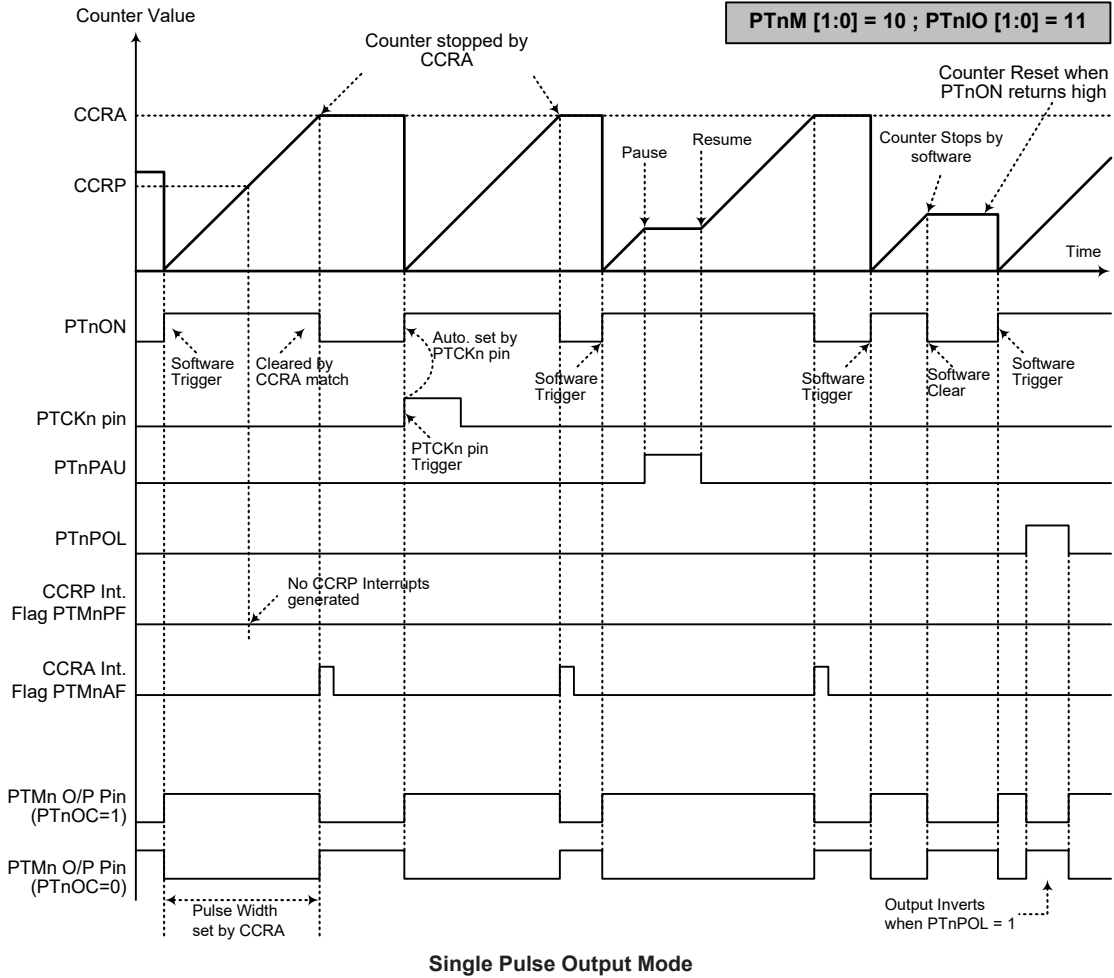 Counter Value
PTnM [1:0] = 10 ; PTnIO [1:0] = 11
Counter stopped by
CCRA
Counter Reset when
PTnON returns high
CCRA
Pause
Resume
Counter Stops by
software
CCRP
Time
PTnON
Software
Trigger
Cleared by
CCRA match
Auto. set by
PTCKn pin
Software
Trigger
Software
Trigger
Software
Clear
Software
Trigger
PTCKn pin
PTCKn pin
Trigger
PTnPAU
PTnPOL
CCRP Int.
Flag PTMnPF
No CCRP Interrupts
generated
CCRA Int.
Flag PTMnAF
PTMn O/P Pin
(PTnOC=1)
PTMn O/P Pin
(PTnOC=0)
Pulse Width
set by CCRA
Output Inverts
when PTnPOL = 1
Single Pulse Output Mode